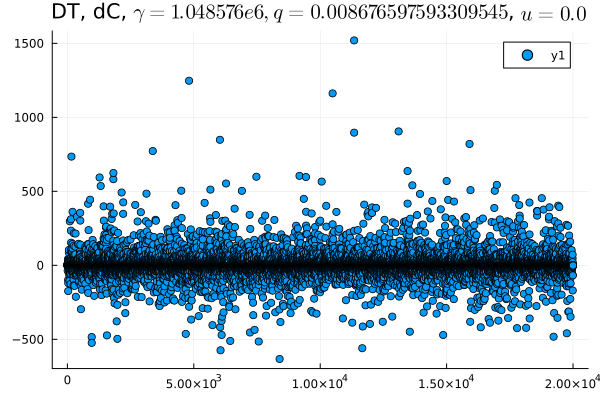 DT, dC, γ = 1.048576e6, q = 0.008676597593309545, u = 0.0
1500
y1
1000
500
0
−500
0 5.00×10³ 1.00×10⁴ 1.50×10⁴ 2.00×10⁴